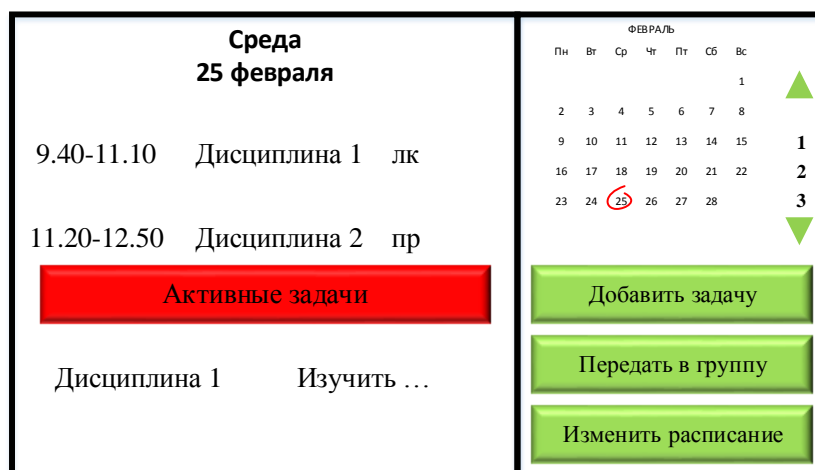 Среда
25 февраля
9.40-11.10 Дисциплина 1 лк
11.20-12.50 Дисциплина 2 пр
Активные задачи
Дисциплина 1 Изучить ...
ФЕВРАЛЬ
Пн Вт Ср Чт Пт Сб Вс
1
2 3 4 5 6 7 8
9 10 11 12 13 14 15
16 17 18 19 20 21 22
23 24 25 26 27 28
1
2
3
Добавить задачу
Передать в группу
Изменить расписание